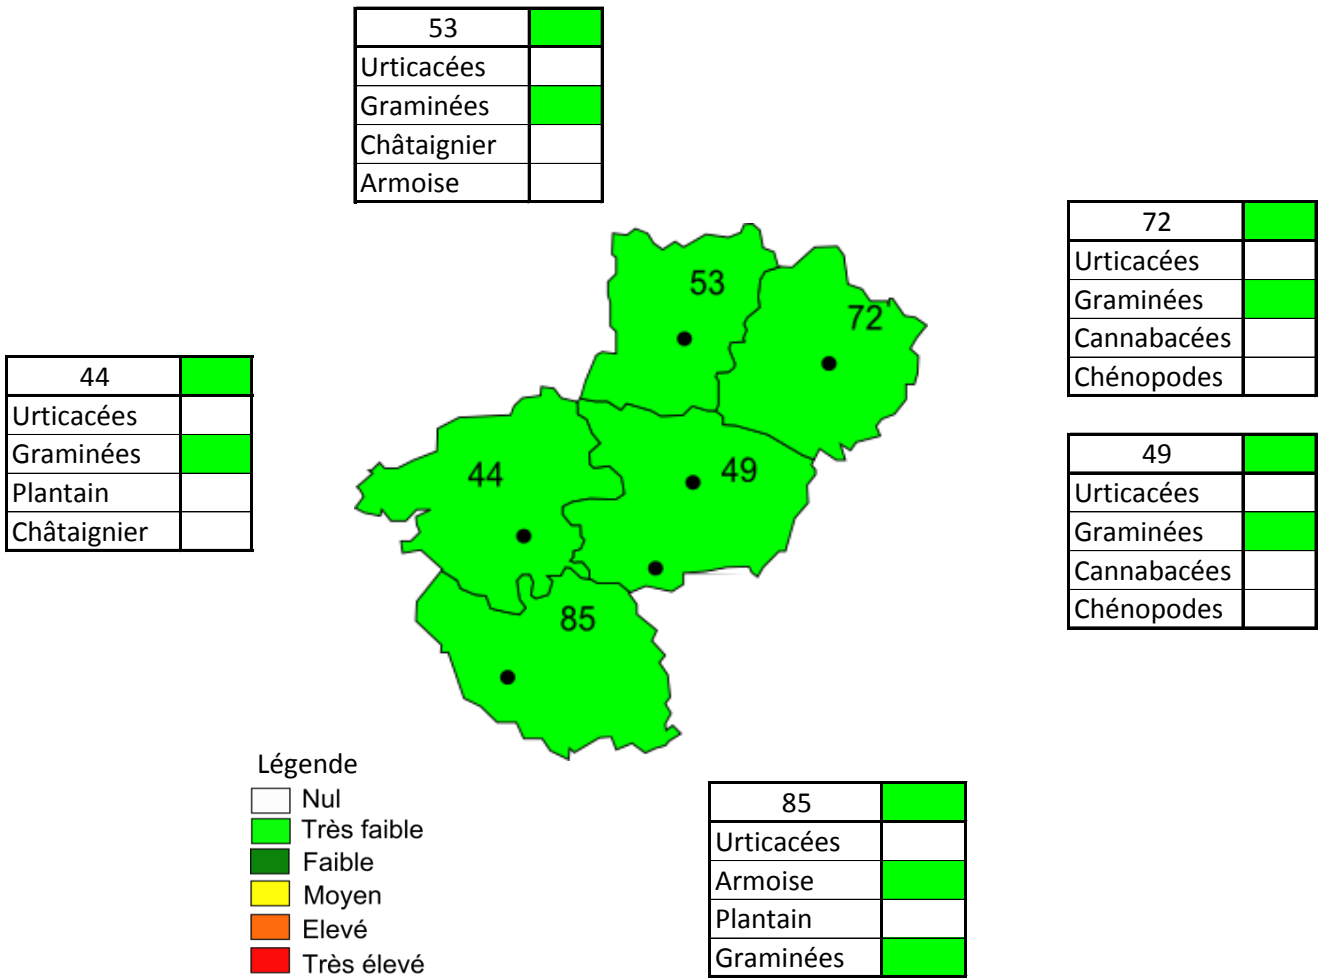 53
Urticacées
Graminées
Châtaignier
Armoise
72
Urticacées
Graminées
Cannabacées
Chénopodes
44
Urticacées
Graminées
Plantain
Châtaignier
49
Urticacées
Graminées
Cannabacées
Chénopodes
53
72
44
49
85
Légende
Nul
Très faible
Faible
Moyen
Elevé
Très élevé
85
Urticacées
Armoise
Plantain
Graminées